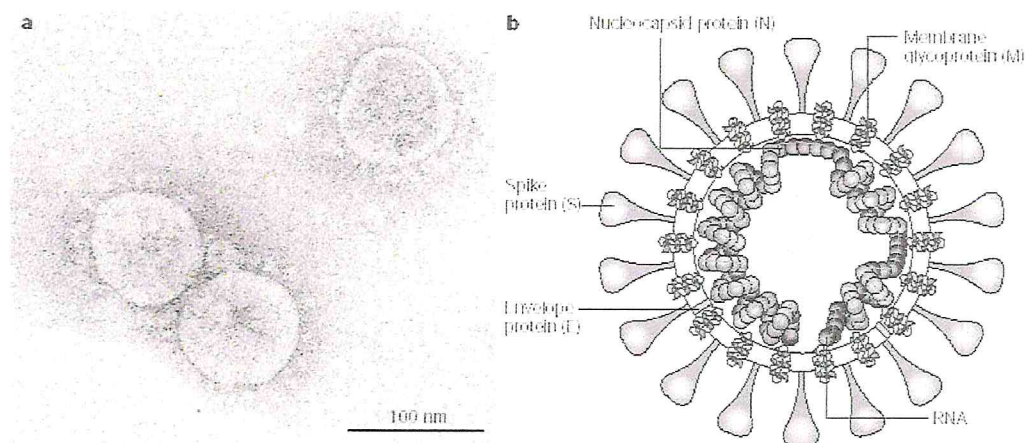 a
b
Nucleocapsid protein (N)
Membrane
glycoprotein (M)
Spike
protein (S)
Envelope
protein (E)
RNA
100 nm